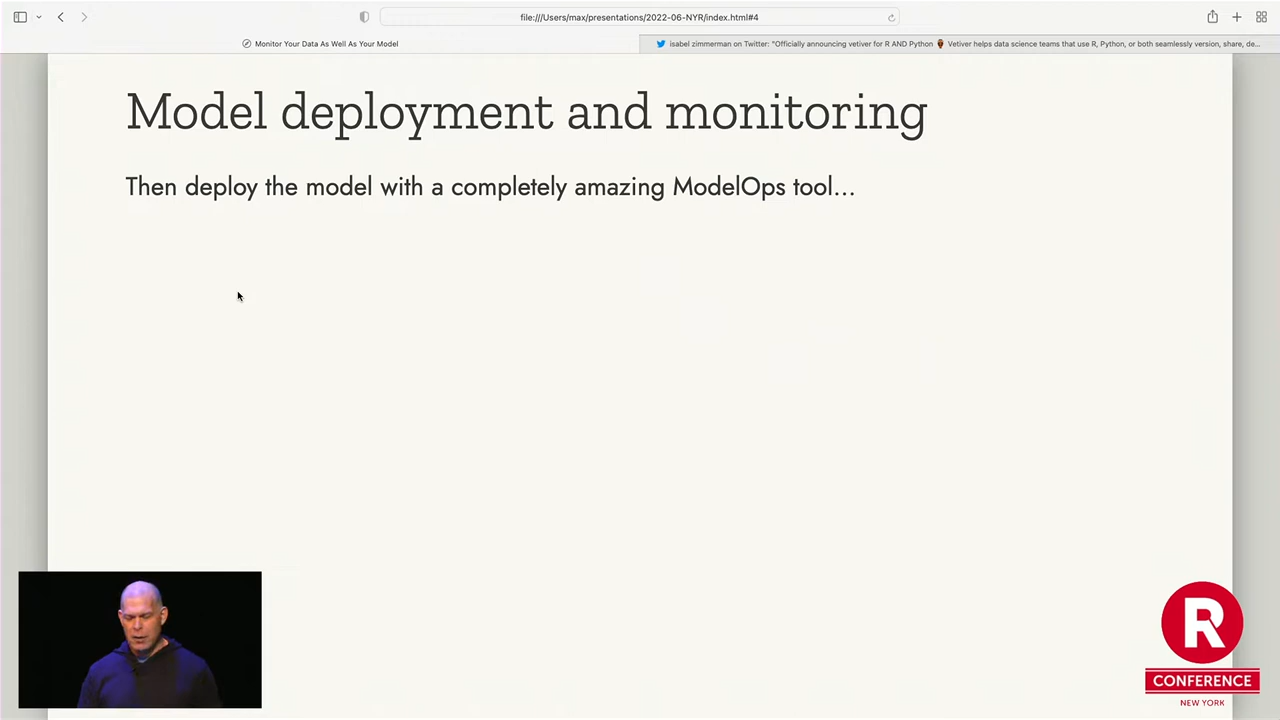 file:///Users/max/presentations/2022-06-NYR/index.html#4
Monitor Your Data As Well As Your Model
isabel zimmerman on Twitter: "Officially announcing vetiver for R AND Python 🏺 Vetiver helps data science teams that use R, Python, or both seamlessly version, share, de...
Model deployment and monitoring
Then deploy the model with a completely amazing ModelOps tool...
R
CONFERENCE
NEW YORK